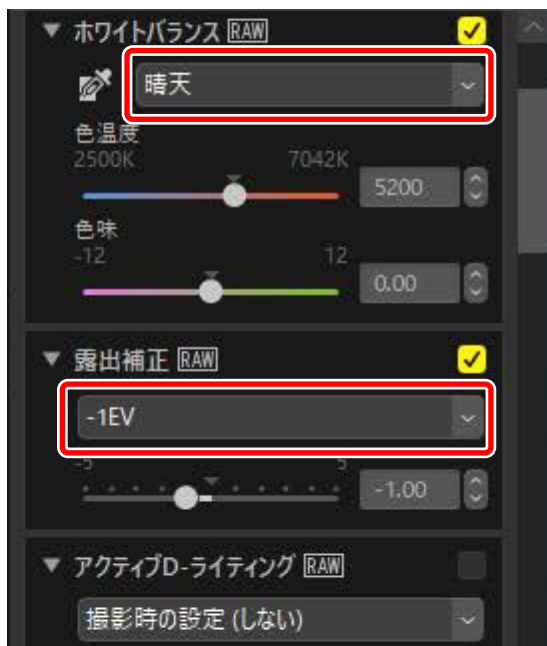 ▼ ホワイトバランス RAW
晴天
色温度
2500K 7042K
5200
色味
-12 12
0.00
▼ 露出補正 RAW
-1EV
-5 5
-1.00
▼ アクティブD-ライティング RAW
撮影時の設定 (しない)